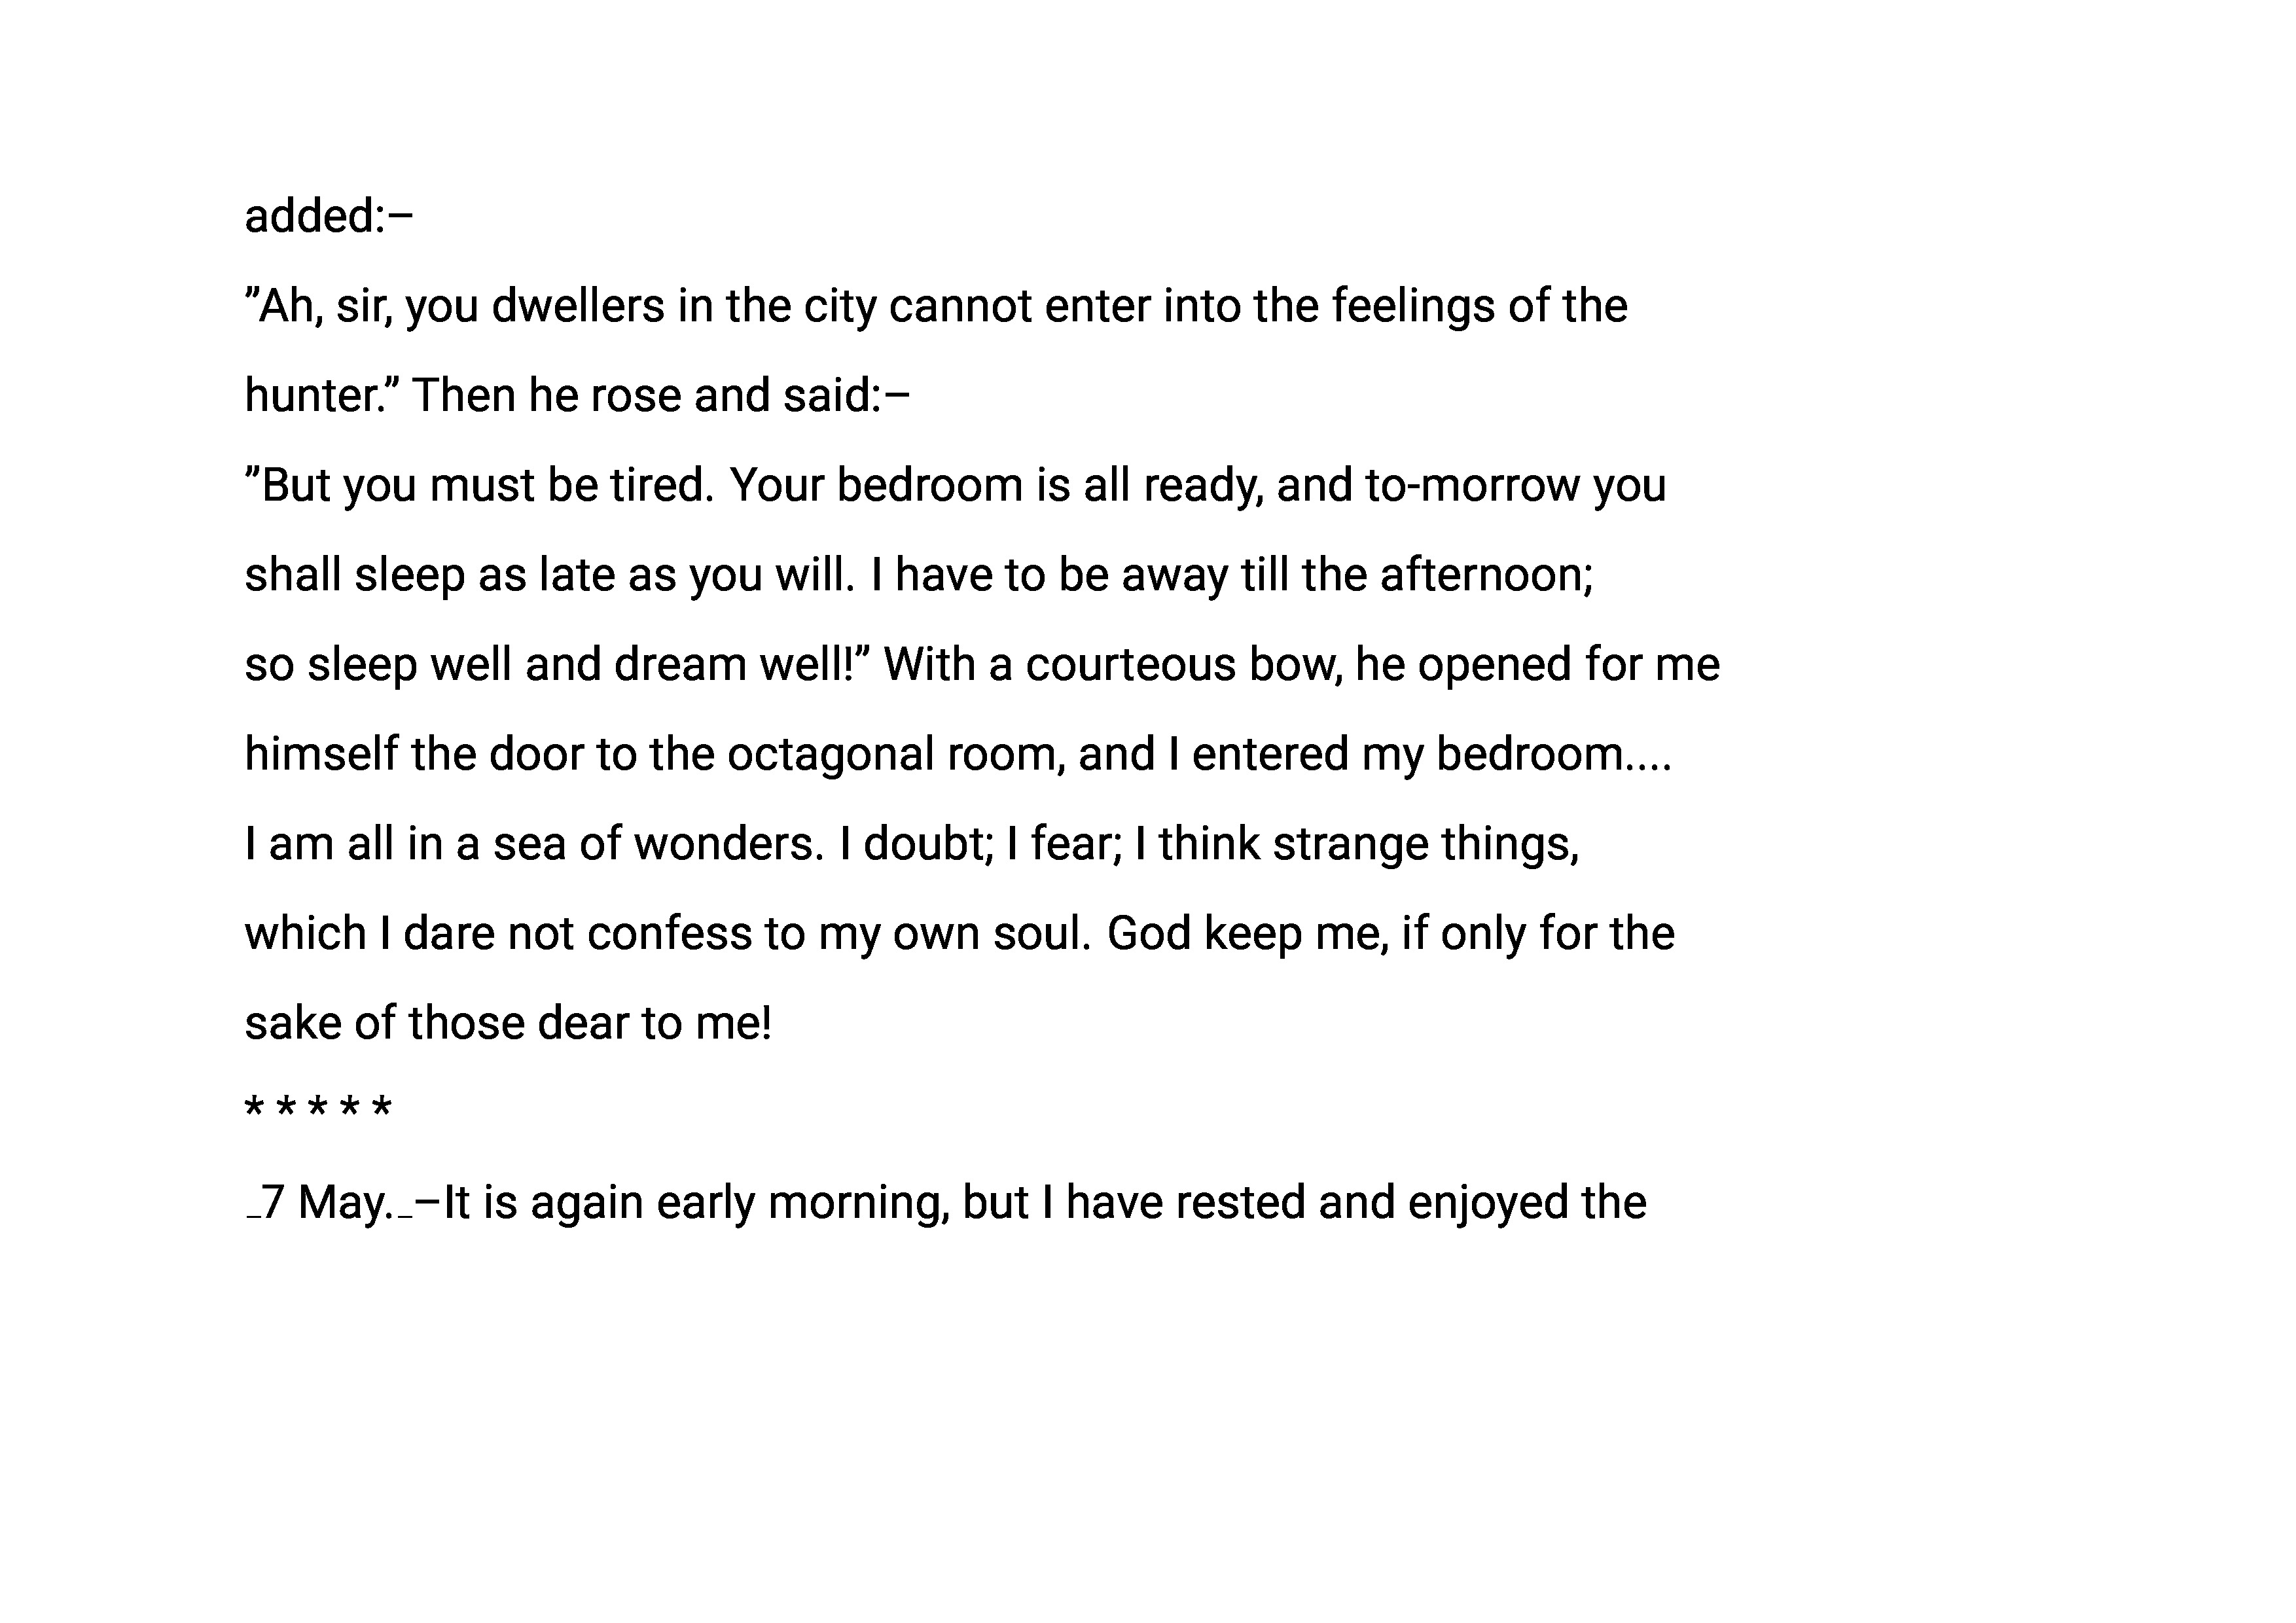 added:–
”Ah, sir, you dwellers in the city cannot enter into the feelings of the
hunter.” Then he rose and said:–
”But you must be tired. Your bedroom is all ready, and to-morrow you
shall sleep as late as you will. I have to be away till the afternoon;
so sleep well and dream well!” With a courteous bow, he opened for me
himself the door to the octagonal room, and I entered my bedroom....
I am all in a sea of wonders. I doubt; I fear; I think strange things,
which I dare not confess to my own soul. God keep me, if only for the
sake of those dear to me!
* * * * *
_7 May._–It is again early morning, but I have rested and enjoyed the